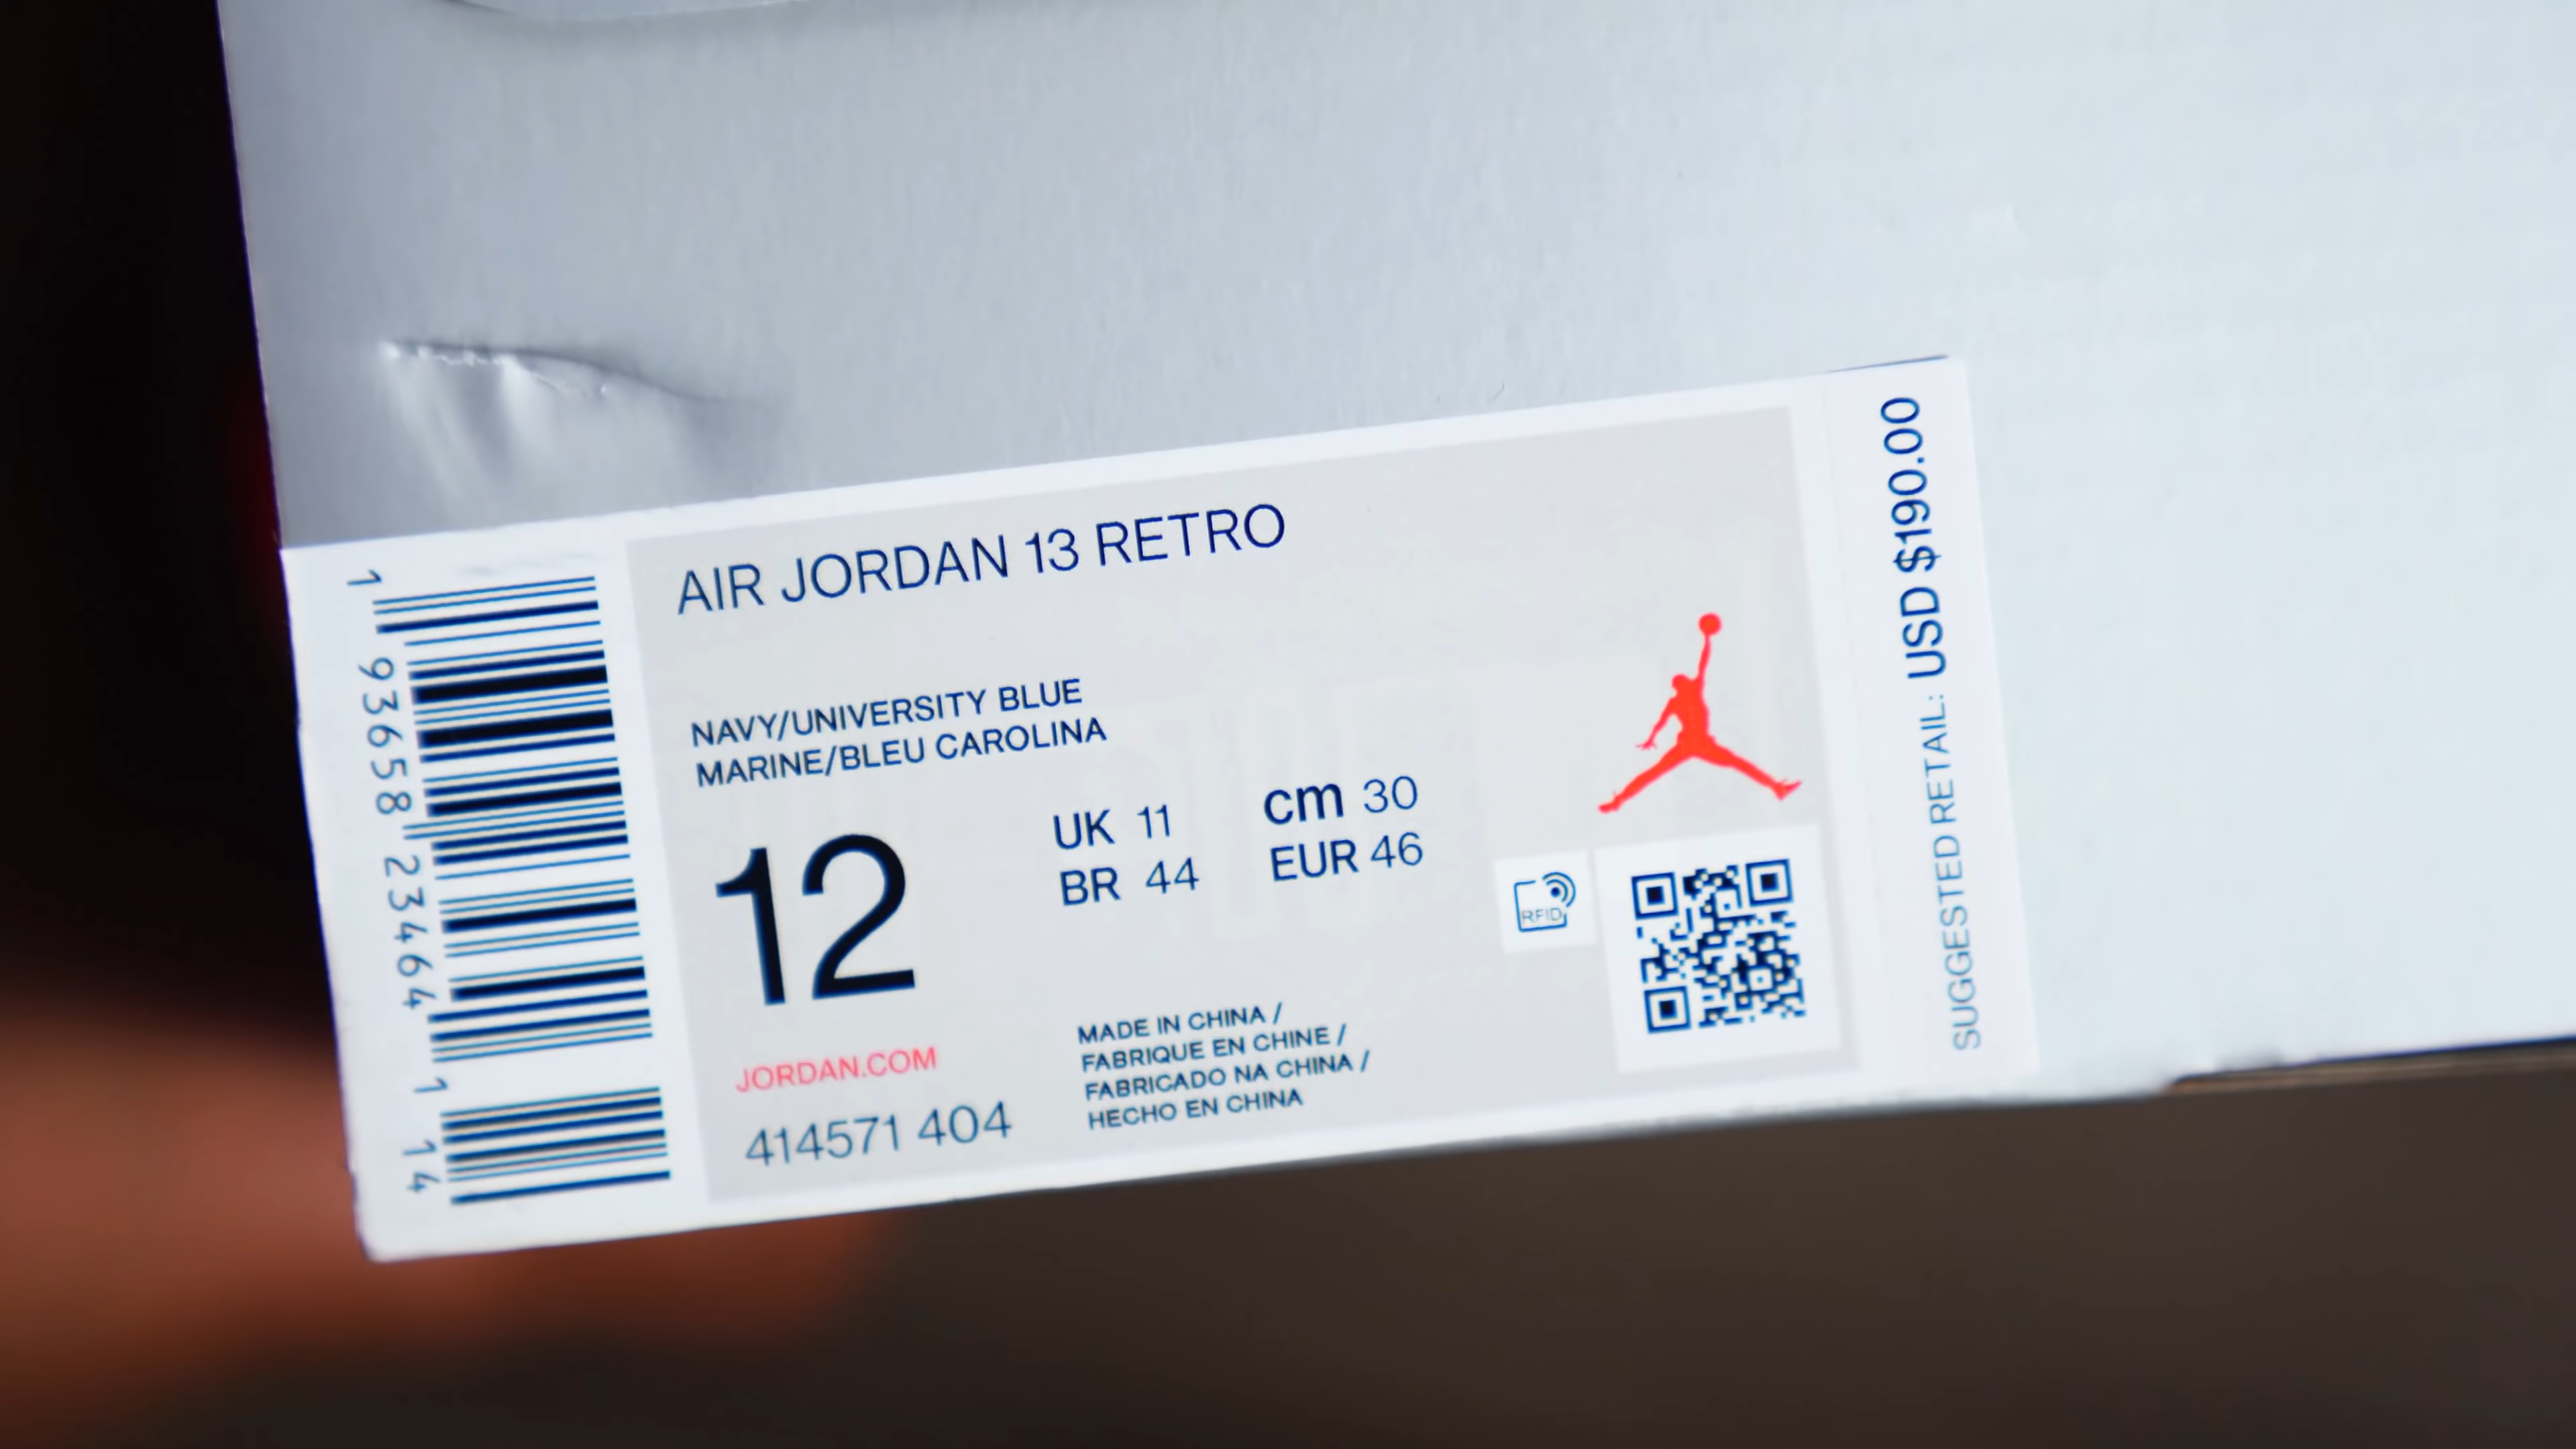 1 93658 23464 1 14
AIR JORDAN 13 RETRO
NAVY/UNIVERSITY BLUE
MARINE/BLEU CAROLINA
12
UK 11 cm 30
BR 44 EUR 46
RFID
JORDAN.COM
414571 404
MADE IN CHINA /
FABRIQUE EN CHINE /
FABRICADO NA CHINA /
HECHO EN CHINA
SUGGESTED RETAIL: USD $190.00